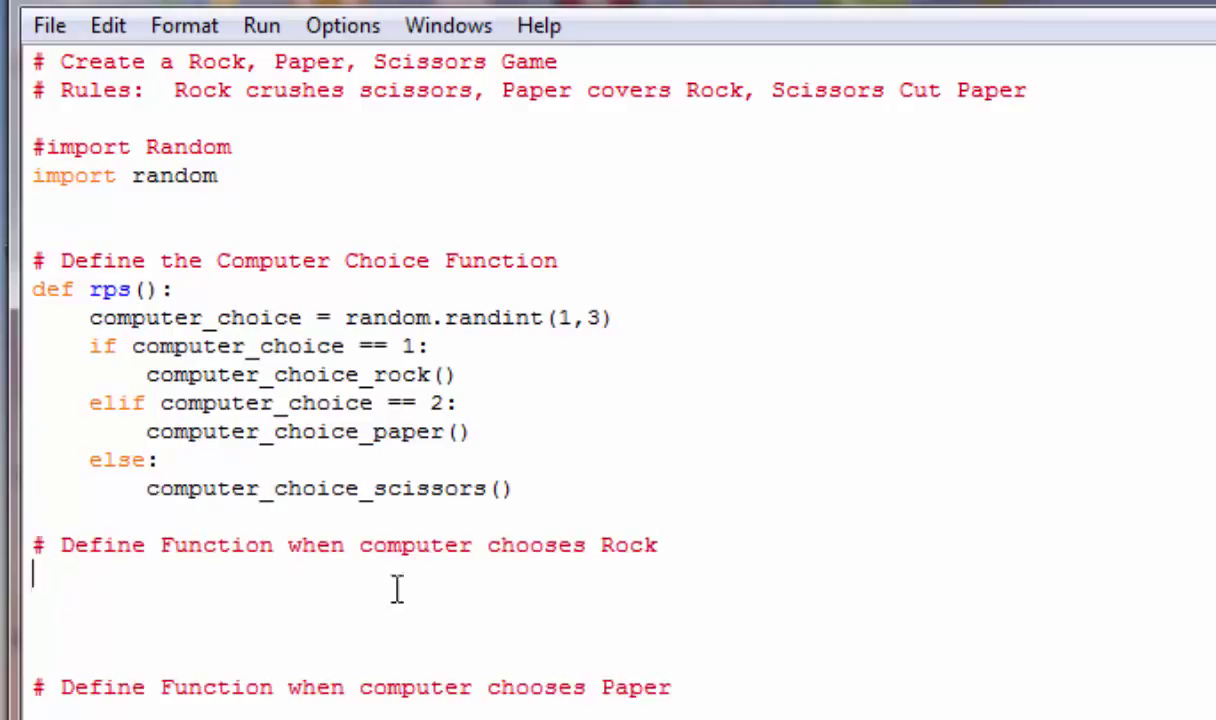 File Edit Format Run Options Windows Help
# Create a Rock, Paper, Scissors Game
# Rules:  Rock crushes scissors, Paper covers Rock, Scissors Cut Paper
#import Random
import random
# Define the Computer Choice Function
def rps():
    computer_choice = random.randint(1,3)
    if computer_choice == 1:
        computer_choice_rock()
    elif computer_choice == 2:
        computer_choice_paper()
    else:
        computer_choice_scissors()
# Define Function when computer chooses Rock
# Define Function when computer chooses Paper